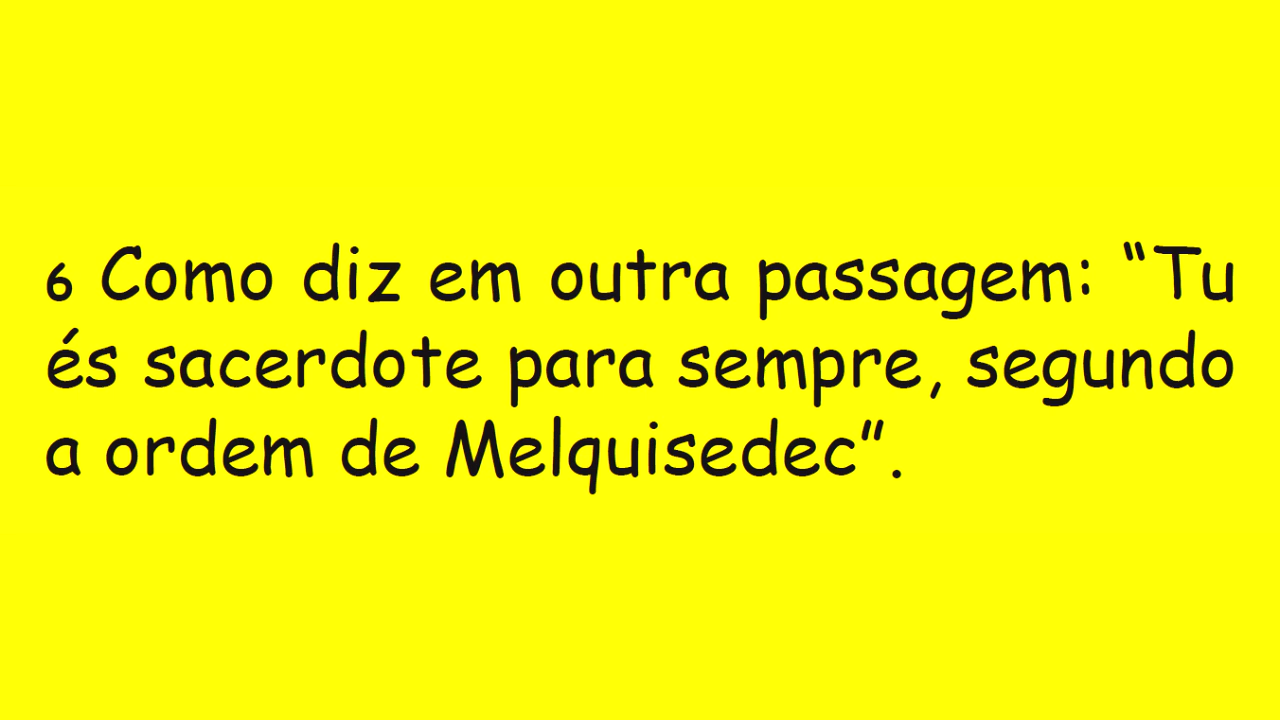 6 Como diz em outra passagem: “Tu
és sacerdote para sempre, segundo
a ordem de Melquisedec”.